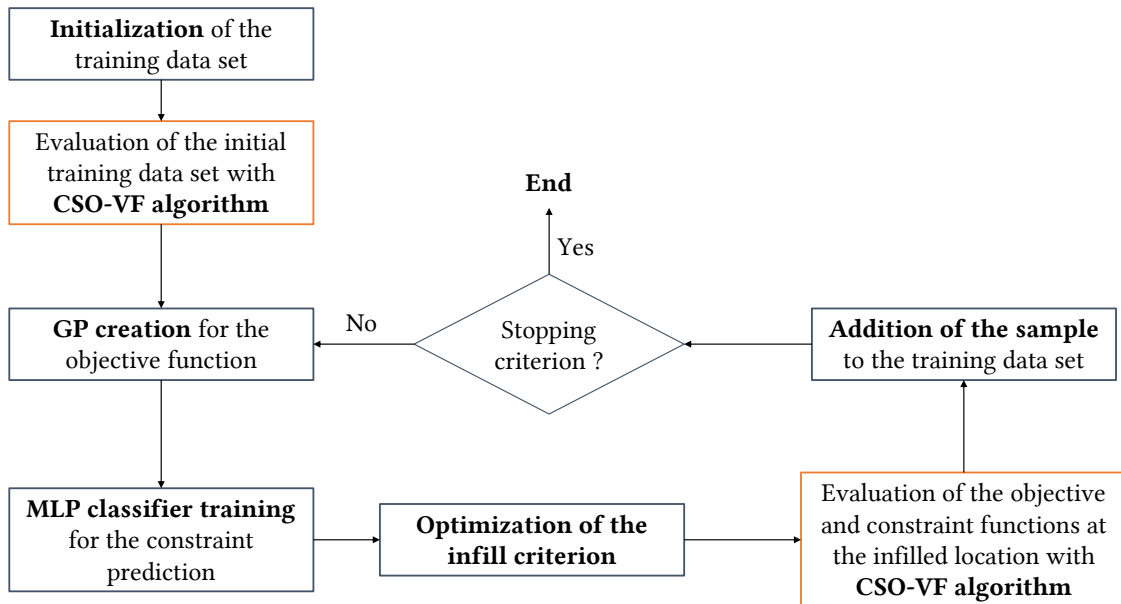 Initialization of the
training data set
Evaluation of the initial
training data set with
CSO-VF algorithm
End
Yes
GP creation for the
objective function
No
Stopping
criterion ?
Addition of the sample
to the training data set
MLP classifier training
for the constraint
prediction
Optimization of the
infill criterion
Evaluation of the objective
and constraint functions at
the infilled location with
CSO-VF algorithm